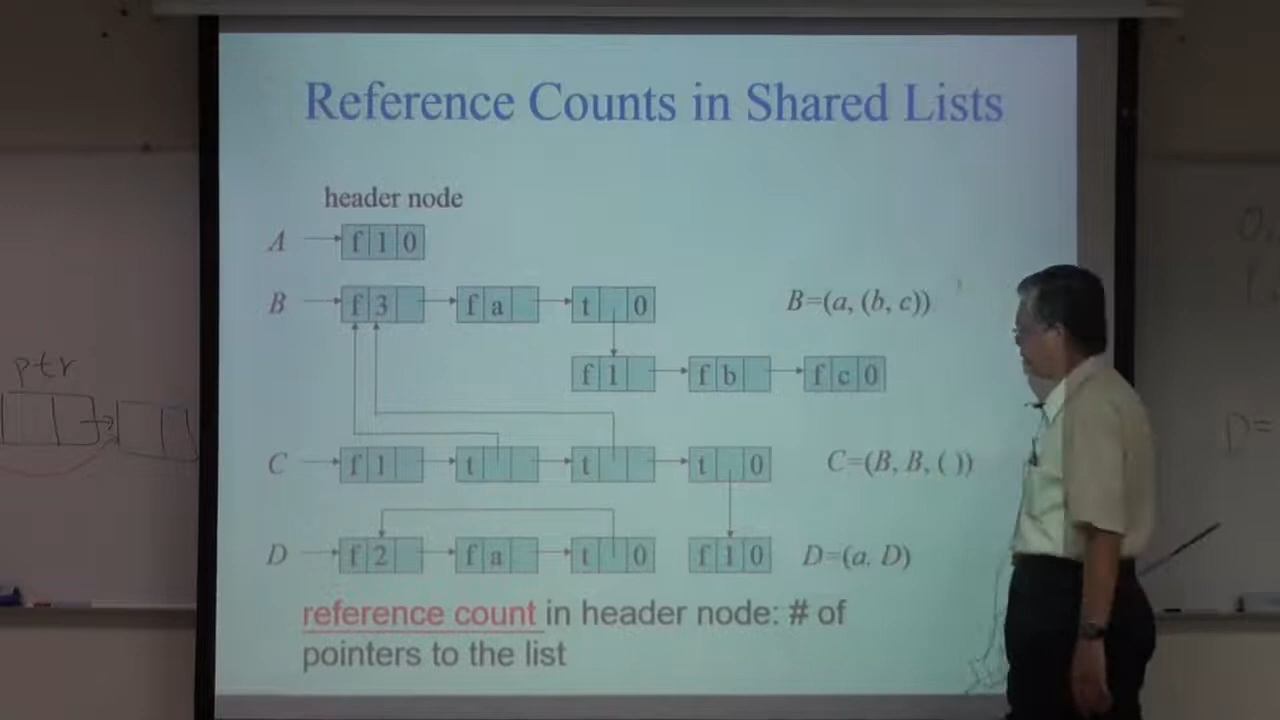 Reference Counts in Shared Lists
header node
A f 1 0
B f 3 f a t 0 B=(a, (b, c))
f 1 f b f c 0
ptr
C f 1 t t t 0 C=(B, B, ( ))
D=
D f 2 f a t 0 f 1 0 D=(a, D)
reference count in header node: # of
pointers to the list